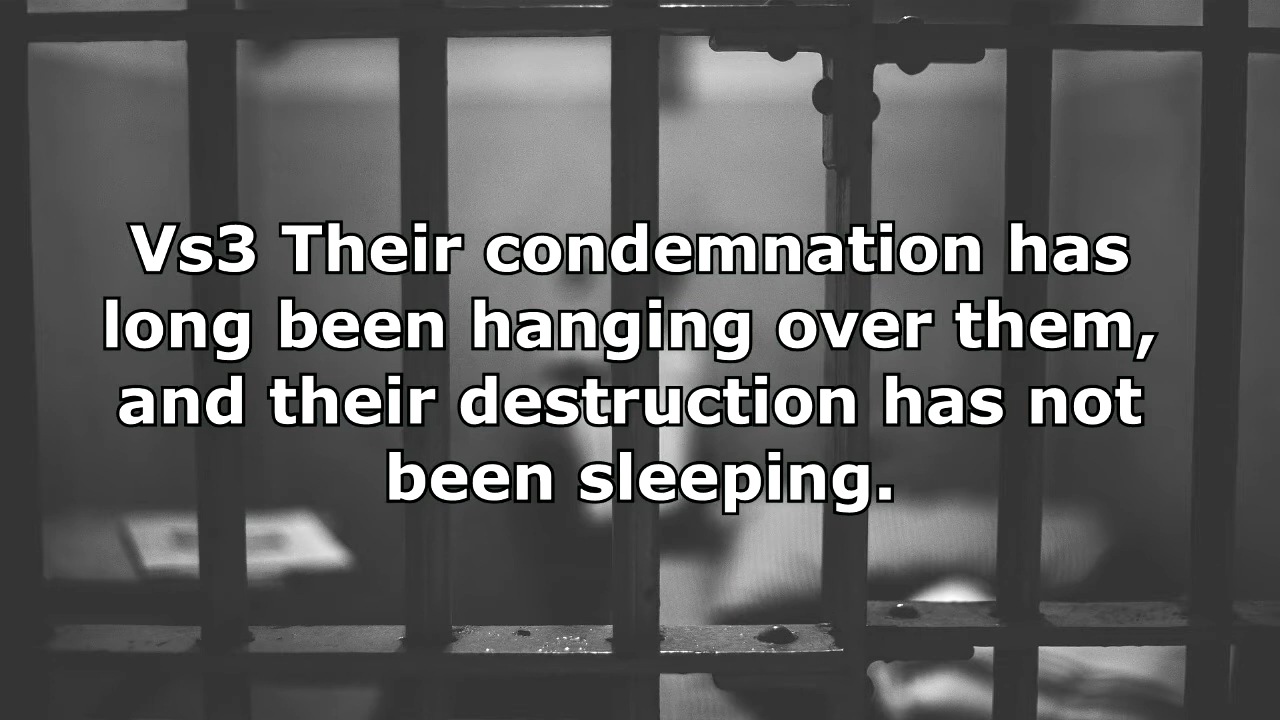 Vs3 Their condemnation has
long been hanging over them,
and their destruction has not
been sleeping.